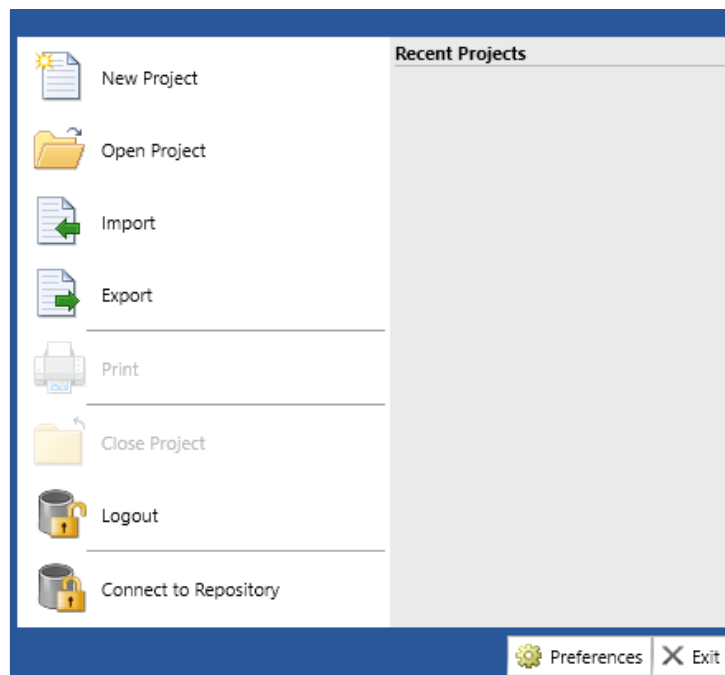 New Project
Open Project
Import
Export
Print
Close Project
Logout
Connect to Repository
Recent Projects
Preferences
Exit